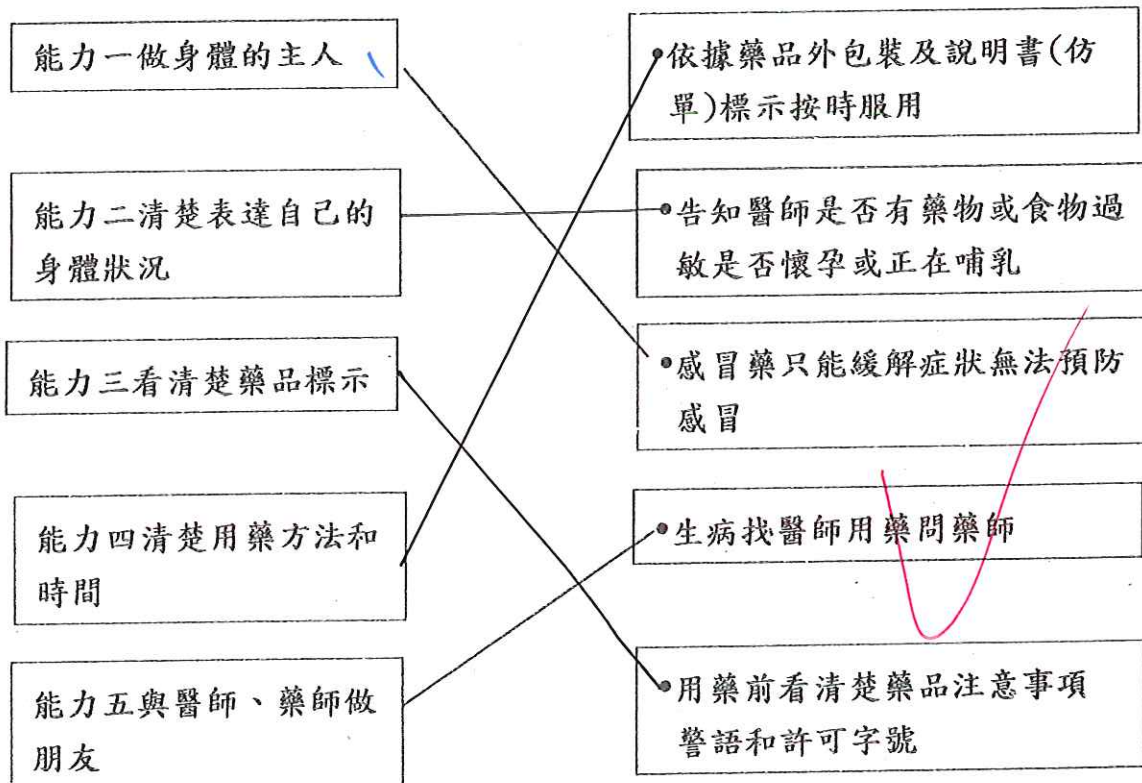 能力一做身體的主人
能力二清楚表達自己的
身體狀況
能力三看清楚藥品標示
能力四清楚用藥方法和
時間
能力五與醫師、藥師做
朋友
依據藥品外包裝及說明書(仿
單)標示按時服用
告知醫師是否有藥物或食物過
敏是否懷孕或正在哺乳
感冒藥只能緩解症狀無法預防
感冒
生病找醫師用藥問藥師
用藥前看清楚藥品注意事項
警語和許可字號